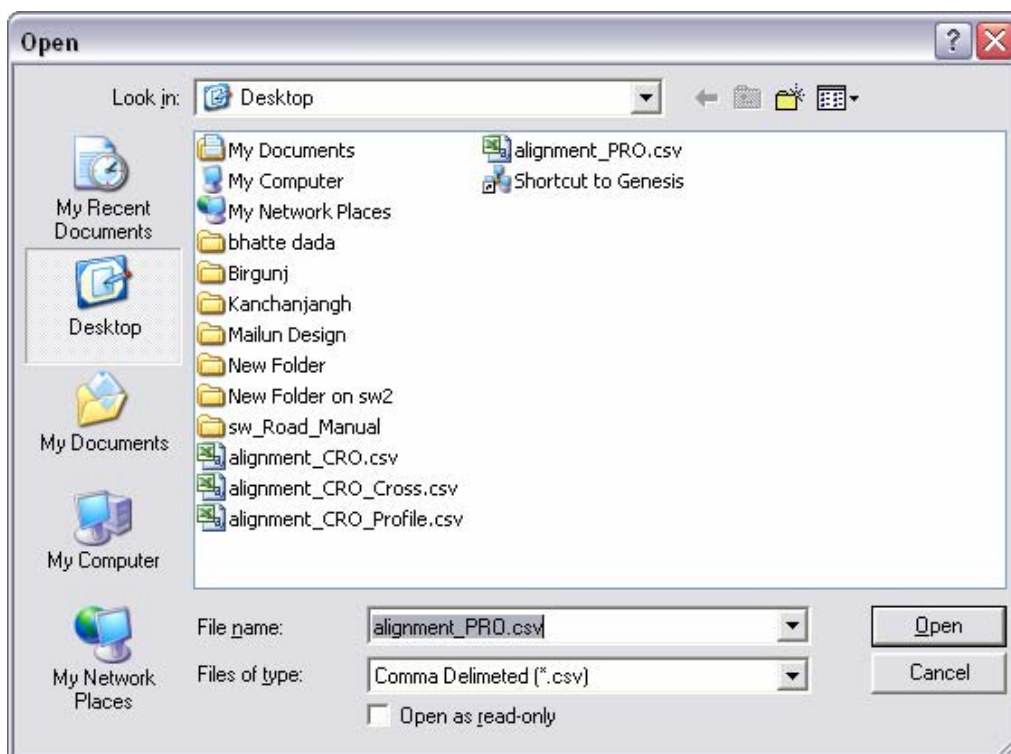 Open
Look in: Desktop
My Recent
Documents
Desktop
My Documents
My Computer
My Network
Places
My Documents
My Computer
My Network Places
bhatte dada
Birgunj
Kanchanjangh
Mailun Design
New Folder
New Folder on sw2
sw_Road_Manual
alignment_CRO.csv
alignment_CRO_Cross.csv
alignment_CRO_Profile.csv
alignment_PRO.csv
Shortcut to Genesis
File name: alignment_PRO.csv Open
Files of type: Comma Delimeted (*.csv) Cancel
Open as read-only